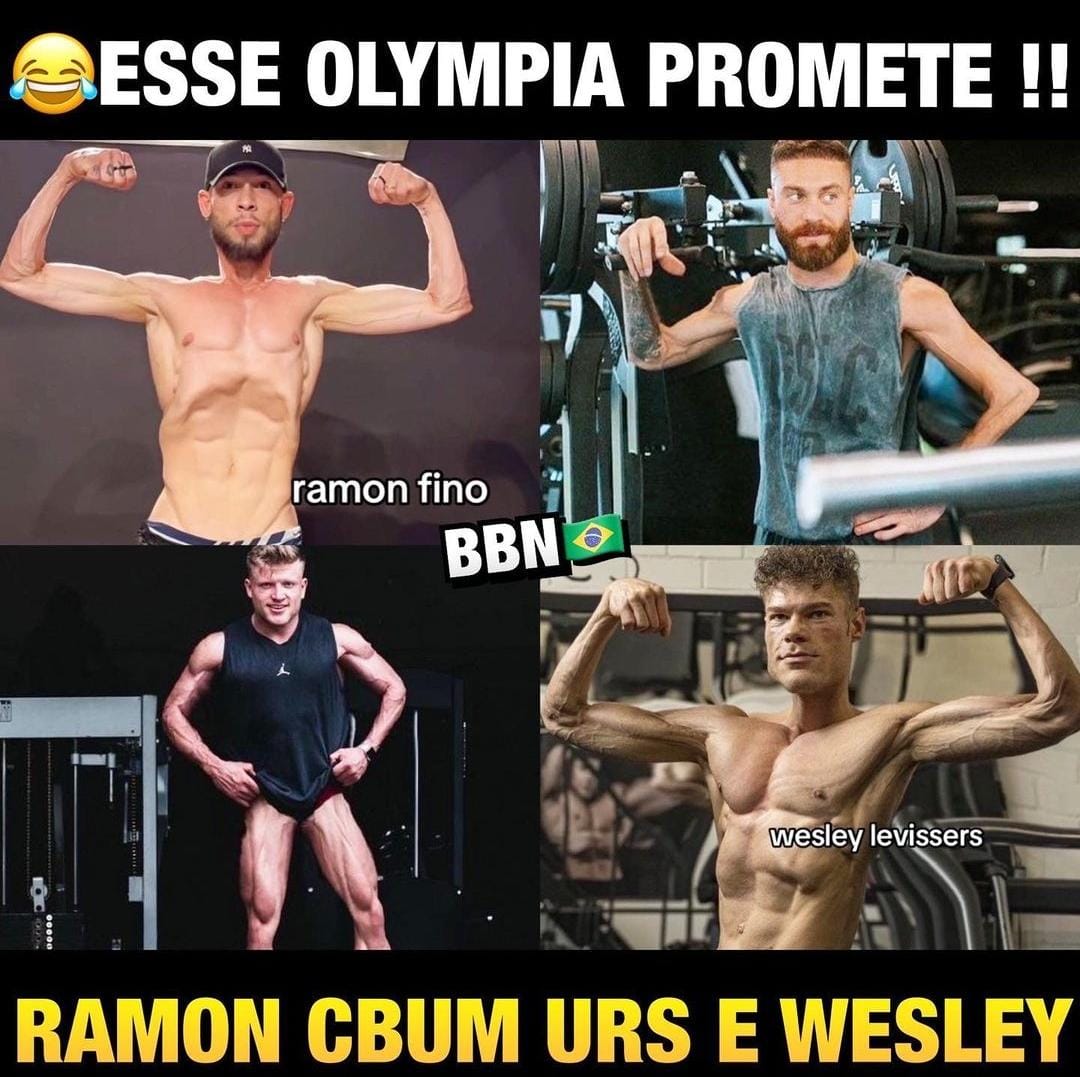 😂ESSE OLYMPIA PROMETE !!
ramon fino
BBN🇧🇷
wesley levissers
RAMON CBUM URS E WESLEY